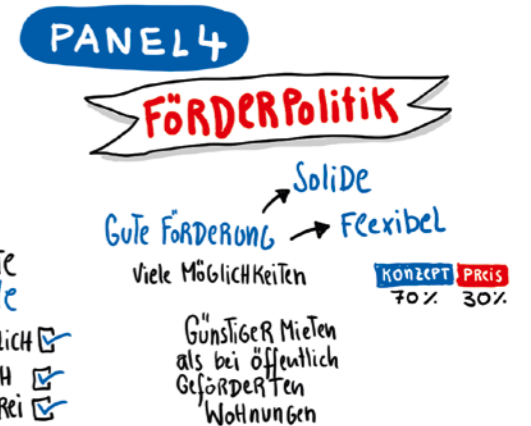 PANEL 4
FÖRDERPOLITIK
SOLIDE
GUTE FÖRDERUNG
FLEXIBEL
VIELE MÖGLICHKEITEN
KONZEPT PREIS
70% 30%
GÜNSTIGER MIETEN
als bei öffentlich
GEFÖRDERTEN
WOHNUNGEN